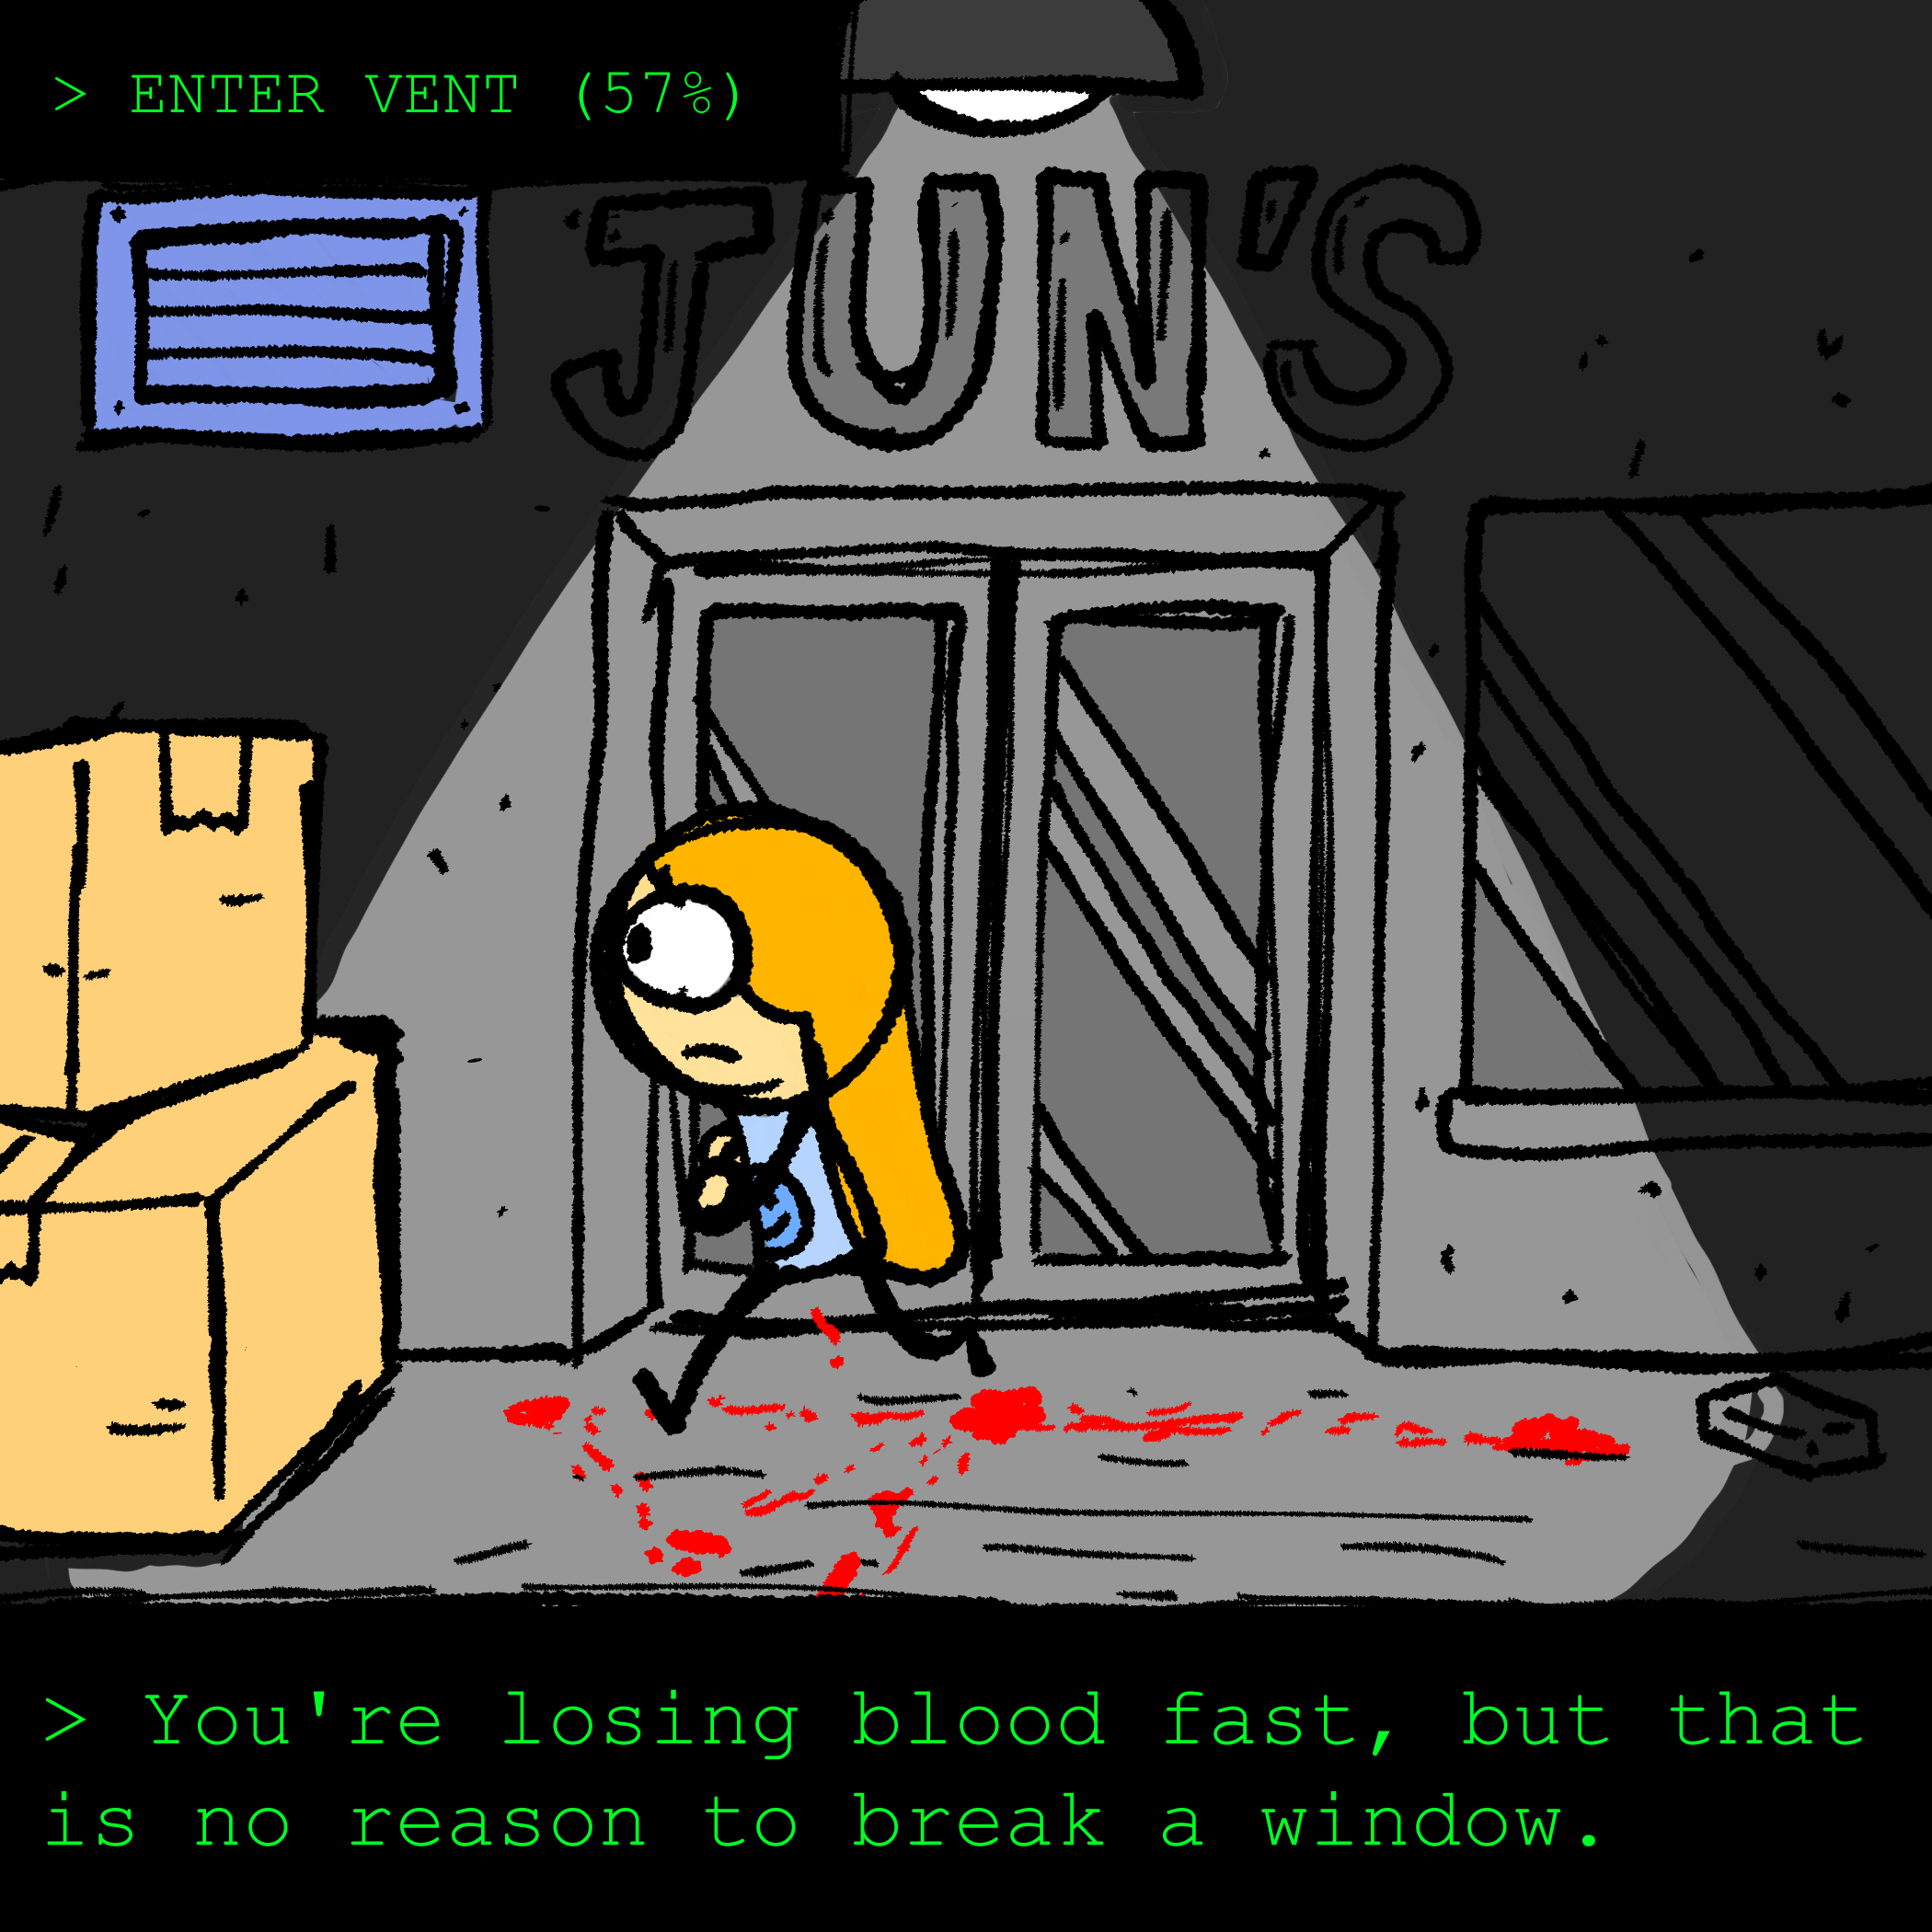 > ENTER VENT (57%)
JUN'S
> You're losing blood fast, but that
is no reason to break a window.